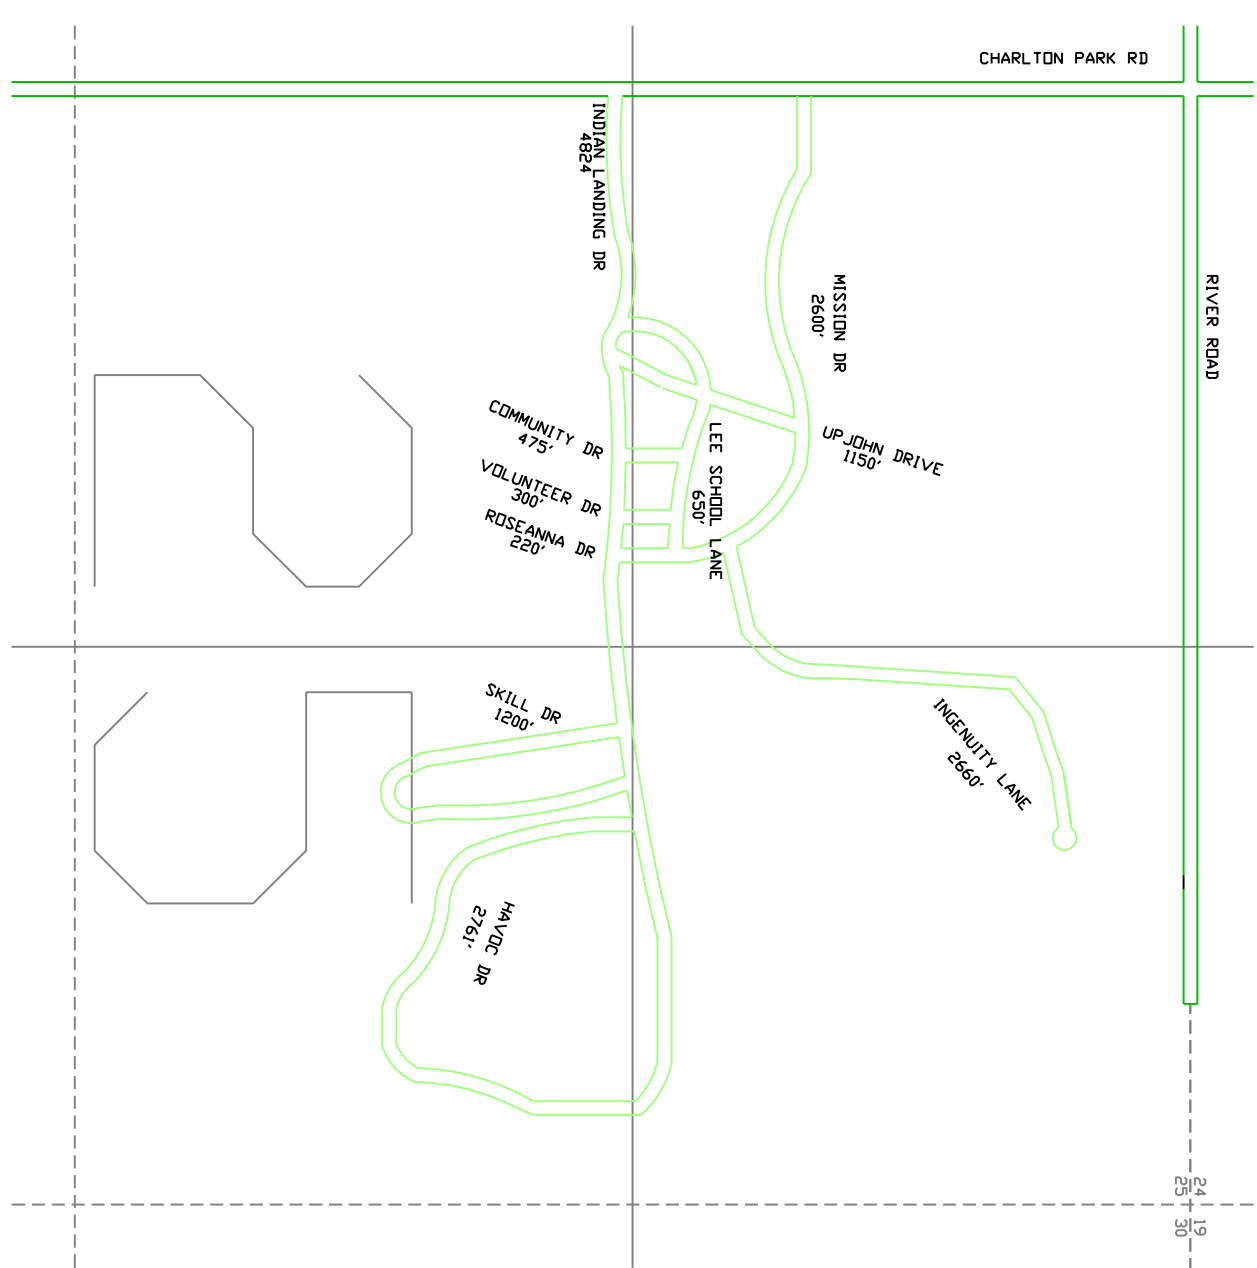 CHARLTON PARK RD
INDIAN LANDING DR
4824
MISSION DR
2600'
RIVER ROAD
COMMUNITY DR
475'
UPJOHN DRIVE
1150'
LEE SCHOOL LANE
650'
VOLUNTEER DR
300'
ROSEANNA DR
220'
SKILL DR
1200'
INGENUITY LANE
2660'
HAVOC DR
2761'
24
25
19
30